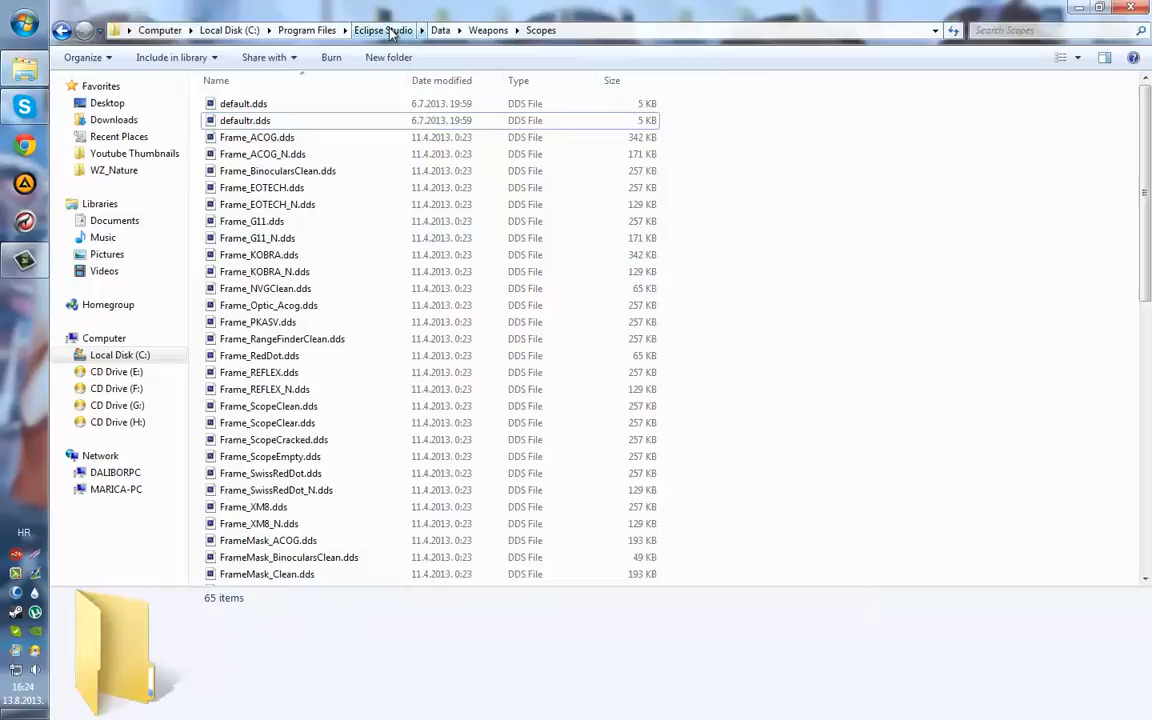 Computer Local Disk (C:) Program Files Eclipse Studio Data Weapons Scopes Search Scopes
Organize Include in library Share with Burn New folder
Favorites
Desktop
Downloads
Recent Places
Youtube Thumbnails
WZ_Nature
Libraries
Documents
Music
Pictures
Videos
Homegroup
Computer
Local Disk (C:)
CD Drive (E:)
CD Drive (F:)
CD Drive (G:)
CD Drive (H:)
Network
DALIBORPC
MARICA-PC
Name Date modified Type Size
default.dds 6.7.2013. 19:59 DDS File 5 KB
defaultr.dds 6.7.2013. 19:59 DDS File 5 KB
Frame_ACOG.dds 11.4.2013. 0:23 DDS File 342 KB
Frame_ACOG_N.dds 11.4.2013. 0:23 DDS File 171 KB
Frame_BinocularsClean.dds 11.4.2013. 0:23 DDS File 257 KB
Frame_EOTECH.dds 11.4.2013. 0:23 DDS File 257 KB
Frame_EOTECH_N.dds 11.4.2013. 0:23 DDS File 129 KB
Frame_G11.dds 11.4.2013. 0:23 DDS File 257 KB
Frame_G11_N.dds 11.4.2013. 0:23 DDS File 171 KB
Frame_KOBRA.dds 11.4.2013. 0:23 DDS File 342 KB
Frame_KOBRA_N.dds 11.4.2013. 0:23 DDS File 129 KB
Frame_NVGClean.dds 11.4.2013. 0:23 DDS File 65 KB
Frame_Optic_Acog.dds 11.4.2013. 0:23 DDS File 257 KB
Frame_PKASV.dds 11.4.2013. 0:23 DDS File 257 KB
Frame_RangeFinderClean.dds 11.4.2013. 0:23 DDS File 257 KB
Frame_RedDot.dds 11.4.2013. 0:23 DDS File 65 KB
Frame_REFLEX.dds 11.4.2013. 0:23 DDS File 257 KB
Frame_REFLEX_N.dds 11.4.2013. 0:23 DDS File 129 KB
Frame_ScopeClean.dds 11.4.2013. 0:23 DDS File 257 KB
Frame_ScopeClear.dds 11.4.2013. 0:23 DDS File 257 KB
Frame_ScopeCracked.dds 11.4.2013. 0:23 DDS File 257 KB
Frame_ScopeEmpty.dds 11.4.2013. 0:23 DDS File 257 KB
Frame_SwissRedDot.dds 11.4.2013. 0:23 DDS File 257 KB
Frame_SwissRedDot_N.dds 11.4.2013. 0:23 DDS File 129 KB
Frame_XM8.dds 11.4.2013. 0:23 DDS File 257 KB
Frame_XM8_N.dds 11.4.2013. 0:23 DDS File 129 KB
FrameMask_ACOG.dds 11.4.2013. 0:23 DDS File 193 KB
FrameMask_BinocularsClean.dds 11.4.2013. 0:23 DDS File 49 KB
FrameMask_Clean.dds 11.4.2013. 0:23 DDS File 193 KB
65 items
HR
16:24
13.8.2013.